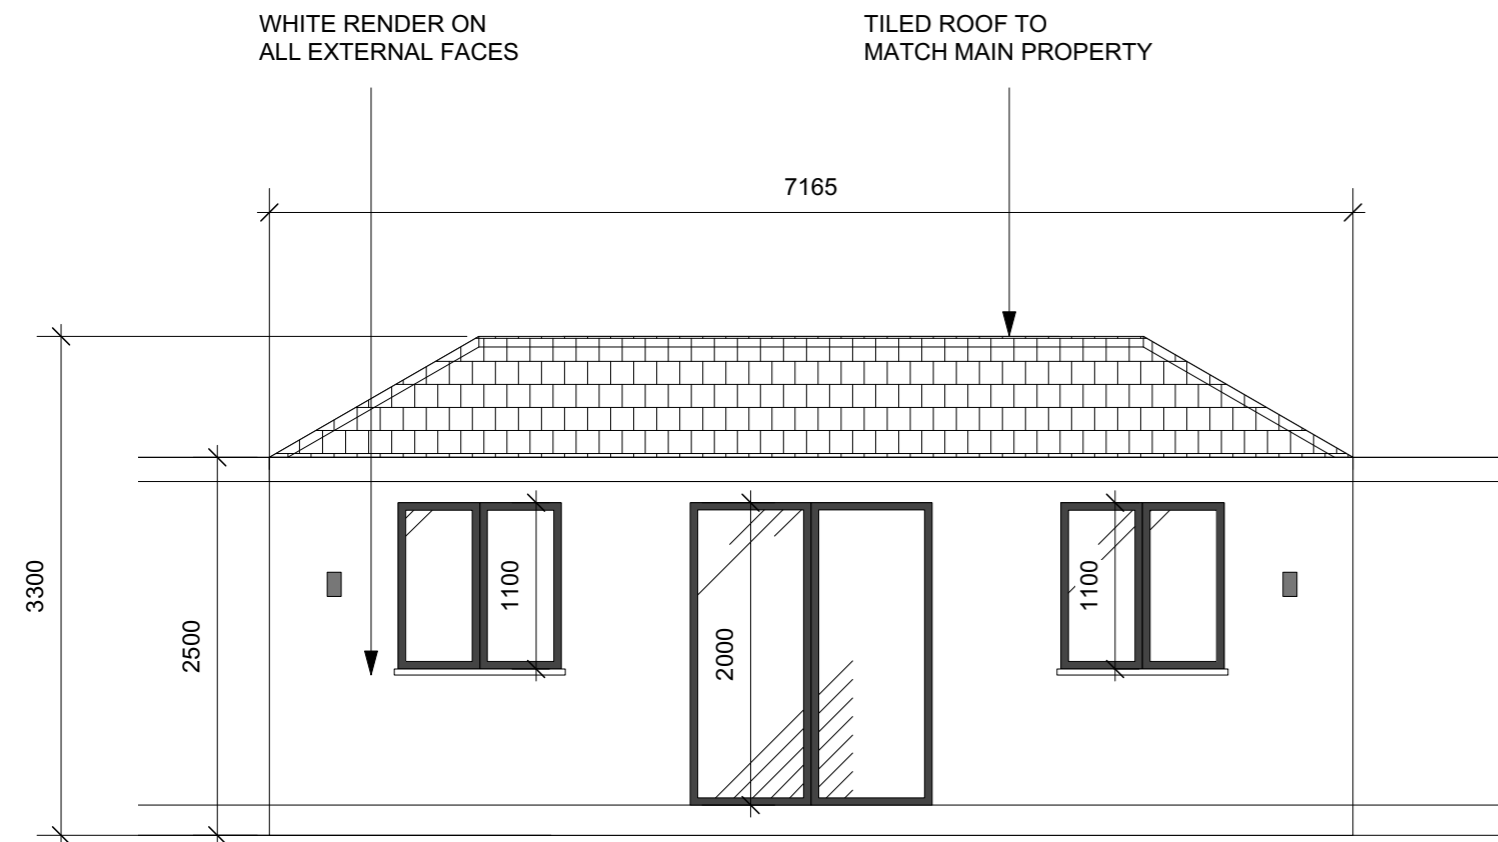 WHITE RENDER ON
ALL EXTERNAL FACES
TILED ROOF TO
MATCH MAIN PROPERTY
7165
3300
2500
1100
2000
1100